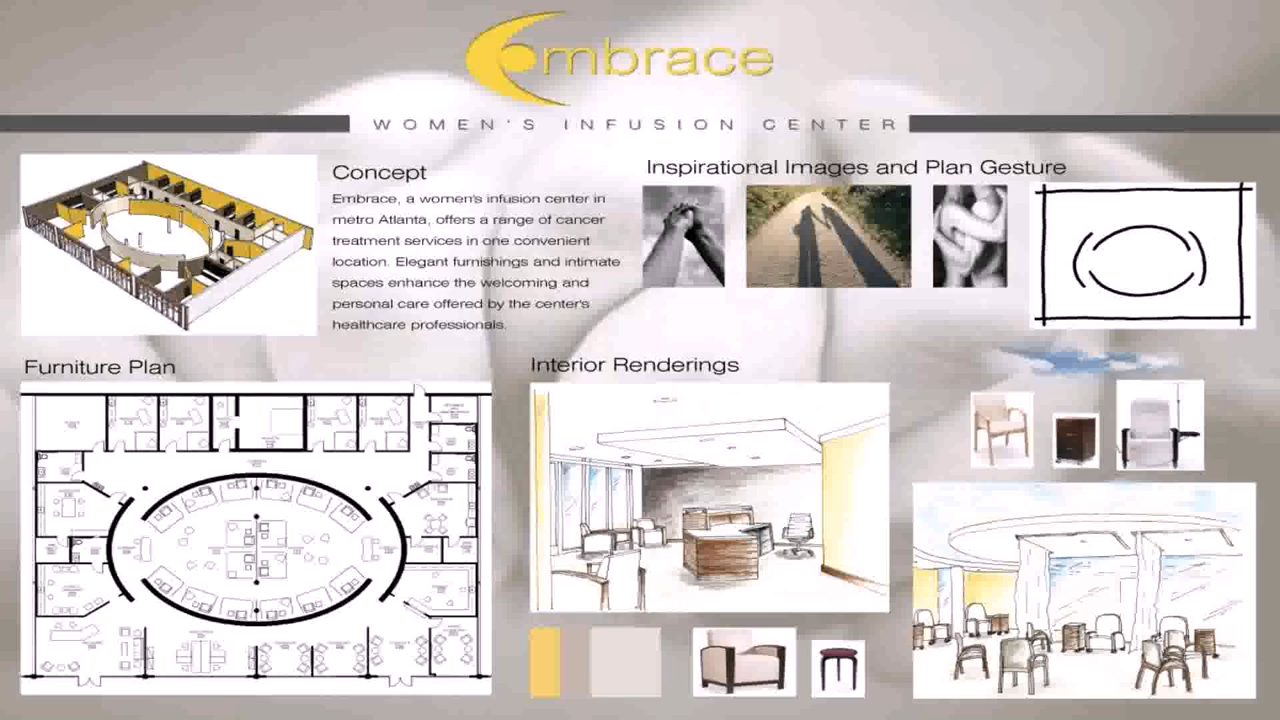 embrace
WOMEN'S INFUSION CENTER
Concept
Embrace, a women's infusion center in
metro Atlanta, offers a range of cancer
treatment services in one convenient
location. Elegant furnishings and intimate
spaces enhance the welcoming and
personal care offered by the center's
healthcare professionals.
Inspirational Images and Plan Gesture
Furniture Plan
Interior Renderings